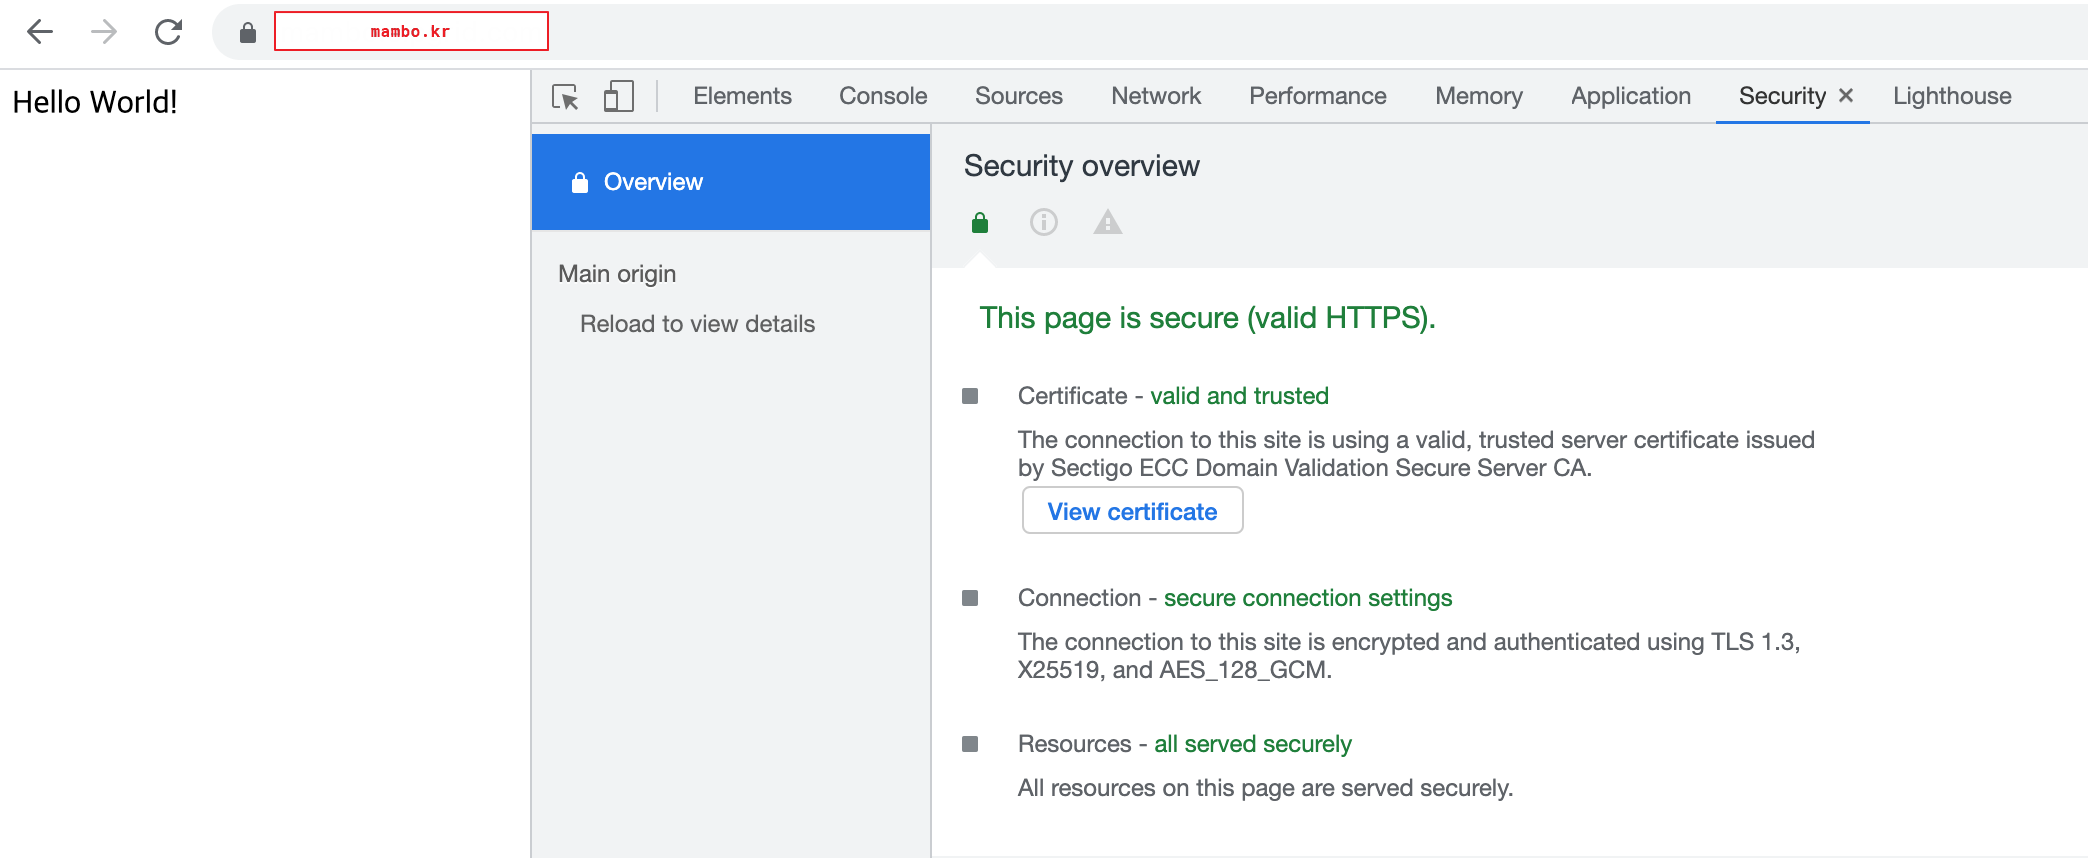 mambo.kr
Hello World!
Elements Console Sources Network Performance Memory Application Security Lighthouse
Overview
Main origin
Reload to view details
Security overview
This page is secure (valid HTTPS).
Certificate - valid and trusted
The connection to this site is using a valid, trusted server certificate issued
by Sectigo ECC Domain Validation Secure Server CA.
View certificate
Connection - secure connection settings
The connection to this site is encrypted and authenticated using TLS 1.3,
X25519, and AES_128_GCM.
Resources - all served securely
All resources on this page are served securely.